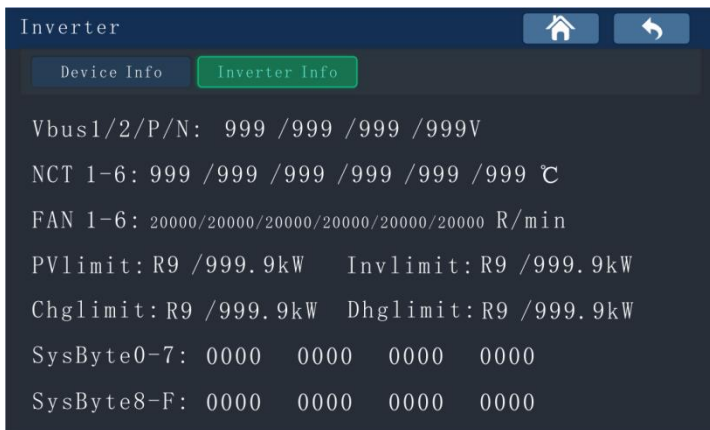 Inverter
Device Info Inverter Info
Vbus1/2/P/N: 999 /999 /999 /999V
NCT 1-6: 999 /999 /999 /999 /999 /999 ℃
FAN 1-6: 20000/20000/20000/20000/20000/20000 R/min
PVlimit: R9 /999.9kW Invlimit: R9 /999.9kW
Chglimit: R9 /999.9kW Dhglimit: R9 /999.9kW
SysByte0-7: 0000 0000 0000 0000
SysByte8-F: 0000 0000 0000 0000